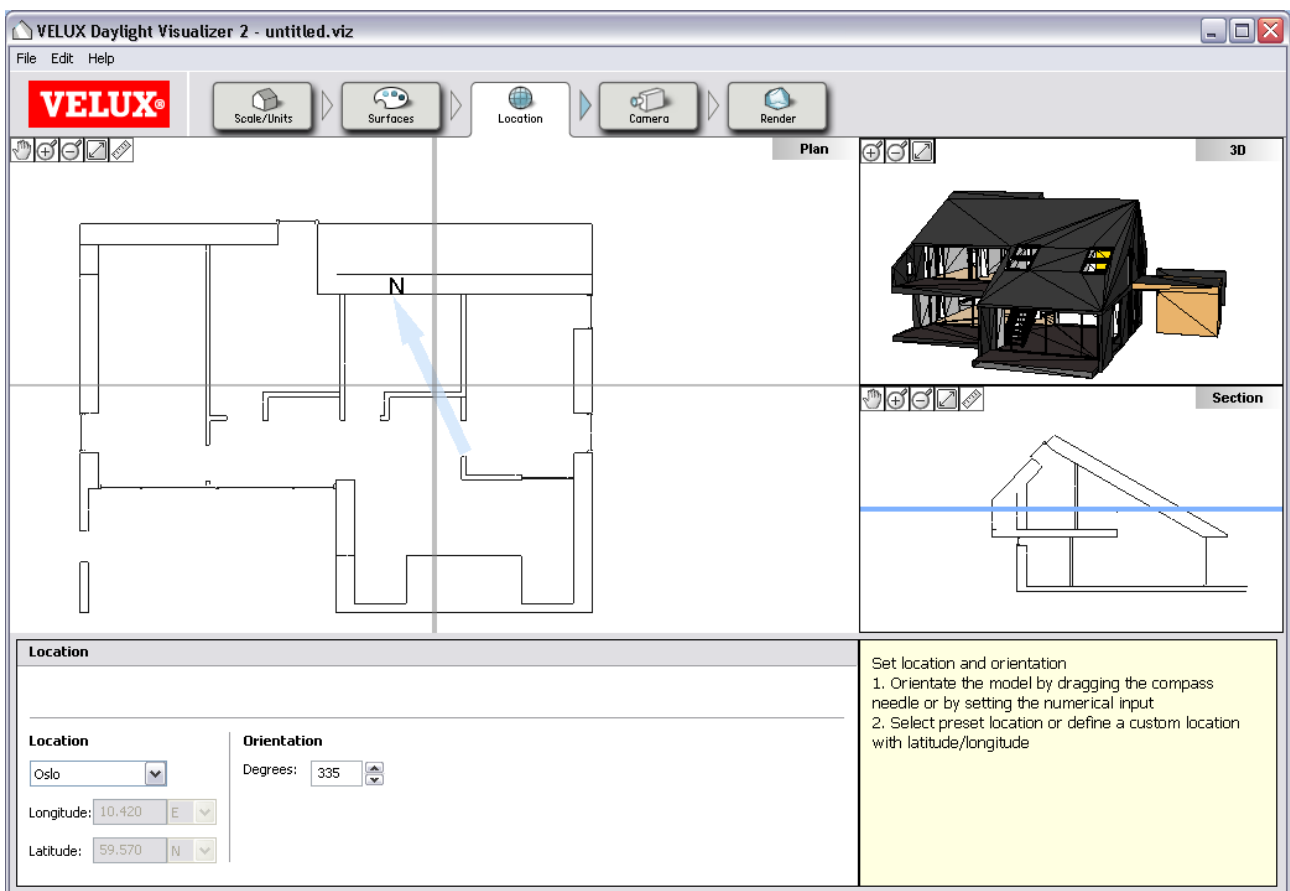 VELUX Daylight Visualizer 2 - untitled.viz
File Edit Help
VELUX®
Scale/Units
Surfaces
Location
Camera
Render
Plan
3D
N
Section
Location
Location
Orientation
Oslo
Degrees: 335
Longitude: 10.420 E
Latitude: 59.570 N
Set location and orientation
1. Orientate the model by dragging the compass
needle or by setting the numerical input
2. Select preset location or define a custom location
with latitude/longitude